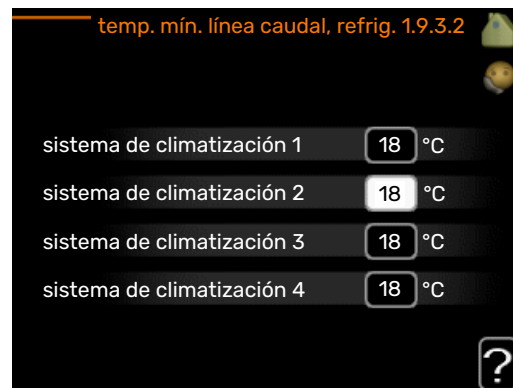 temp. mín. línea caudal, refrig. 1.9.3.2
sistema de climatización 1 18 °C
sistema de climatización 2 18 °C
sistema de climatización 3 18 °C
sistema de climatización 4 18 °C
?